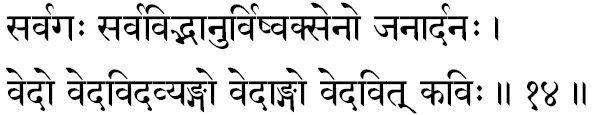 सर्वगः सर्वविद्भानुर्विष्वक्सेनो जनार्दनः ।
वेदो वेदविदव्यङ्गो वेदाङ्गो वेदवित् कविः ॥ १४ ॥